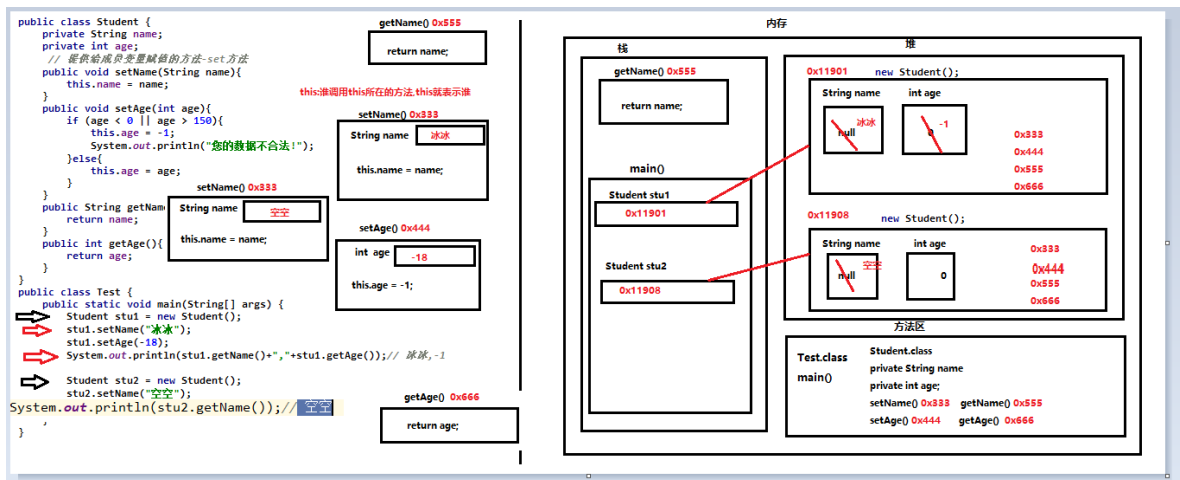 public class Student {
private String name;
private int age;
// 提供给成员变量赋值的方法-set方法
public void setName(String name){
this.name = name;
}
public void setAge(int age){
if (age < 0 || age > 150){
this.age = -1;
System.out.println("您的数据不合法!");
}else{
this.age = age;
}
}
public String getName
return name;
}
public int getAge(){
return age;
}
}
public class Test {
public static void main(String[] args) {
Student stu1 = new Student();
stu1.setName("冰冰");
stu1.setAge(-18);
System.out.println(stu1.getName()+","+stu1.getAge());// 冰冰,-1
Student stu2 = new Student();
stu2.setName("空空");
System.out.println(stu2.getName());// 空空
}
getName() 0x555
return name;
this:谁调用this所在的方法,this就表示谁
setName() 0x333
String name 冰冰
this.name = name;
setName() 0x333
String name 空空
this.name = name;
setAge() 0x444
int age -18
this.age = -1;
getAge() 0x666
return age;
内存
栈
getName() 0x555
return name;
main()
Student stu1
0x11901
Student stu2
0x11908
堆
0x11901 new Student();
String name int age
null 冰冰 0 -1
0x333
0x444
0x555
0x666
0x11908 new Student();
String name int age
null 空空 0
0x333
0x444
0x555
0x666
方法区
Test.class
main()
Student.class
private String name
private int age;
setName() 0x333 getName() 0x555
setAge() 0x444 getAge() 0x666